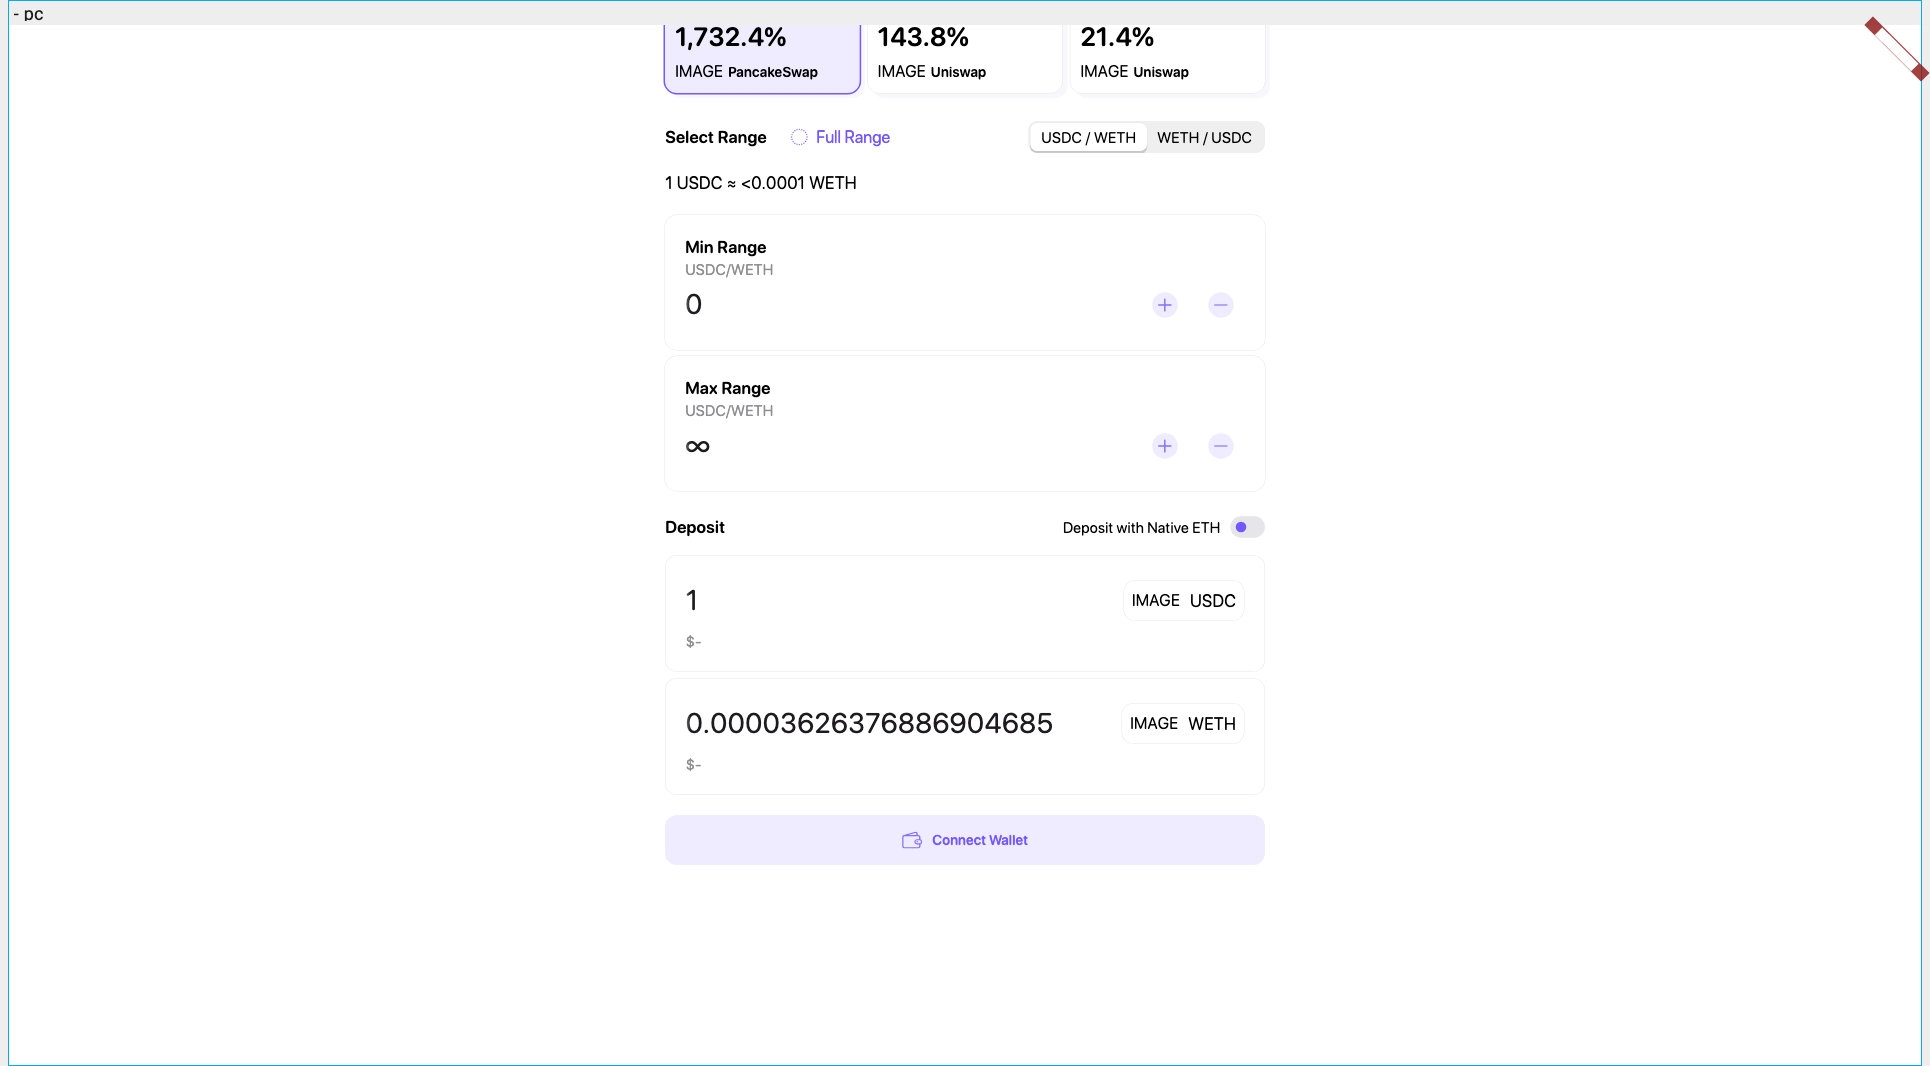 - pc
1,732.4% 143.8% 21.4%
IMAGE PancakeSwap IMAGE Uniswap IMAGE Uniswap
Select Range Full Range USDC / WETH WETH / USDC
1 USDC ≈ <0.0001 WETH
Min Range
USDC/WETH
0
Max Range
USDC/WETH
∞
Deposit Deposit with Native ETH
1 IMAGE USDC
$-
0.00003626376886904685 IMAGE WETH
$-
Connect Wallet